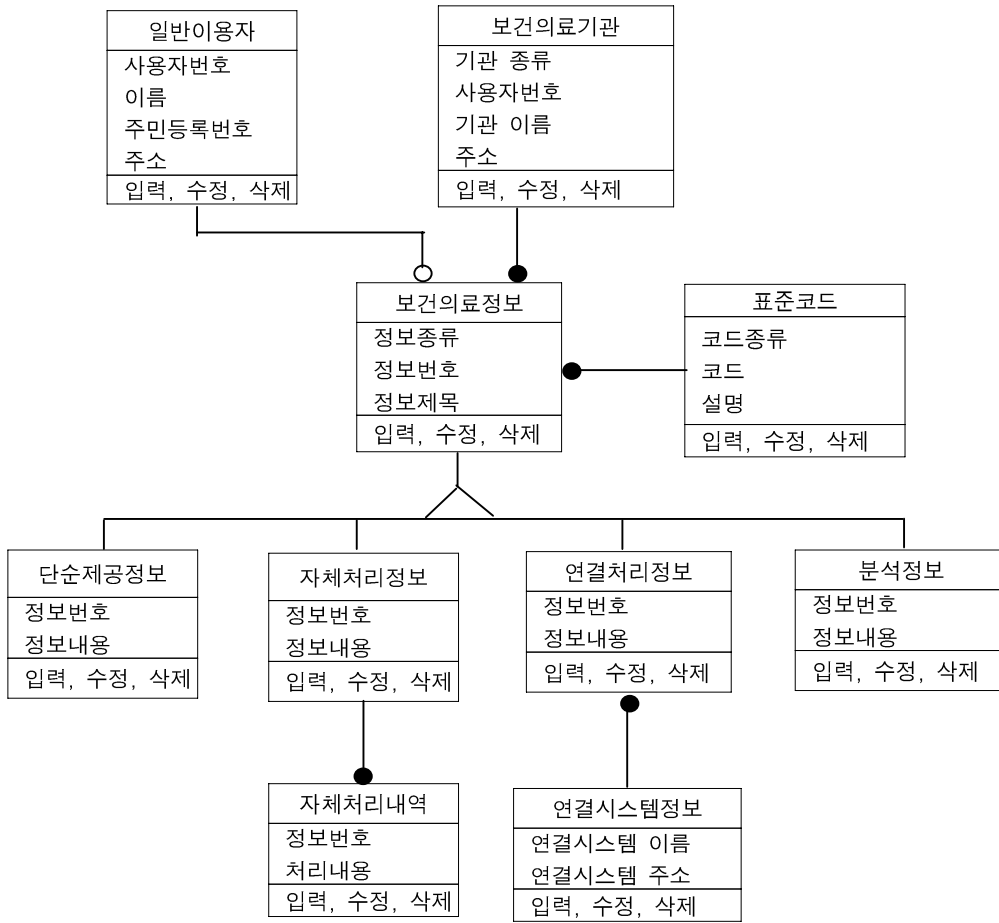 일반이용자
사용자번호
이름
주민등록번호
주소
입력, 수정, 삭제
보건의료기관
기관 종류
사용자번호
기관 이름
주소
입력, 수정, 삭제
보건의료정보
정보종류
정보번호
정보제목
입력, 수정, 삭제
표준코드
코드종류
코드
설명
입력, 수정, 삭제
단순제공정보
정보번호
정보내용
입력, 수정, 삭제
자체처리정보
정보번호
정보내용
입력, 수정, 삭제
연결처리정보
정보번호
정보내용
입력, 수정, 삭제
분석정보
정보번호
정보내용
입력, 수정, 삭제
자체처리내역
정보번호
처리내용
입력, 수정, 삭제
연결시스템정보
연결시스템 이름
연결시스템 주소
입력, 수정, 삭제